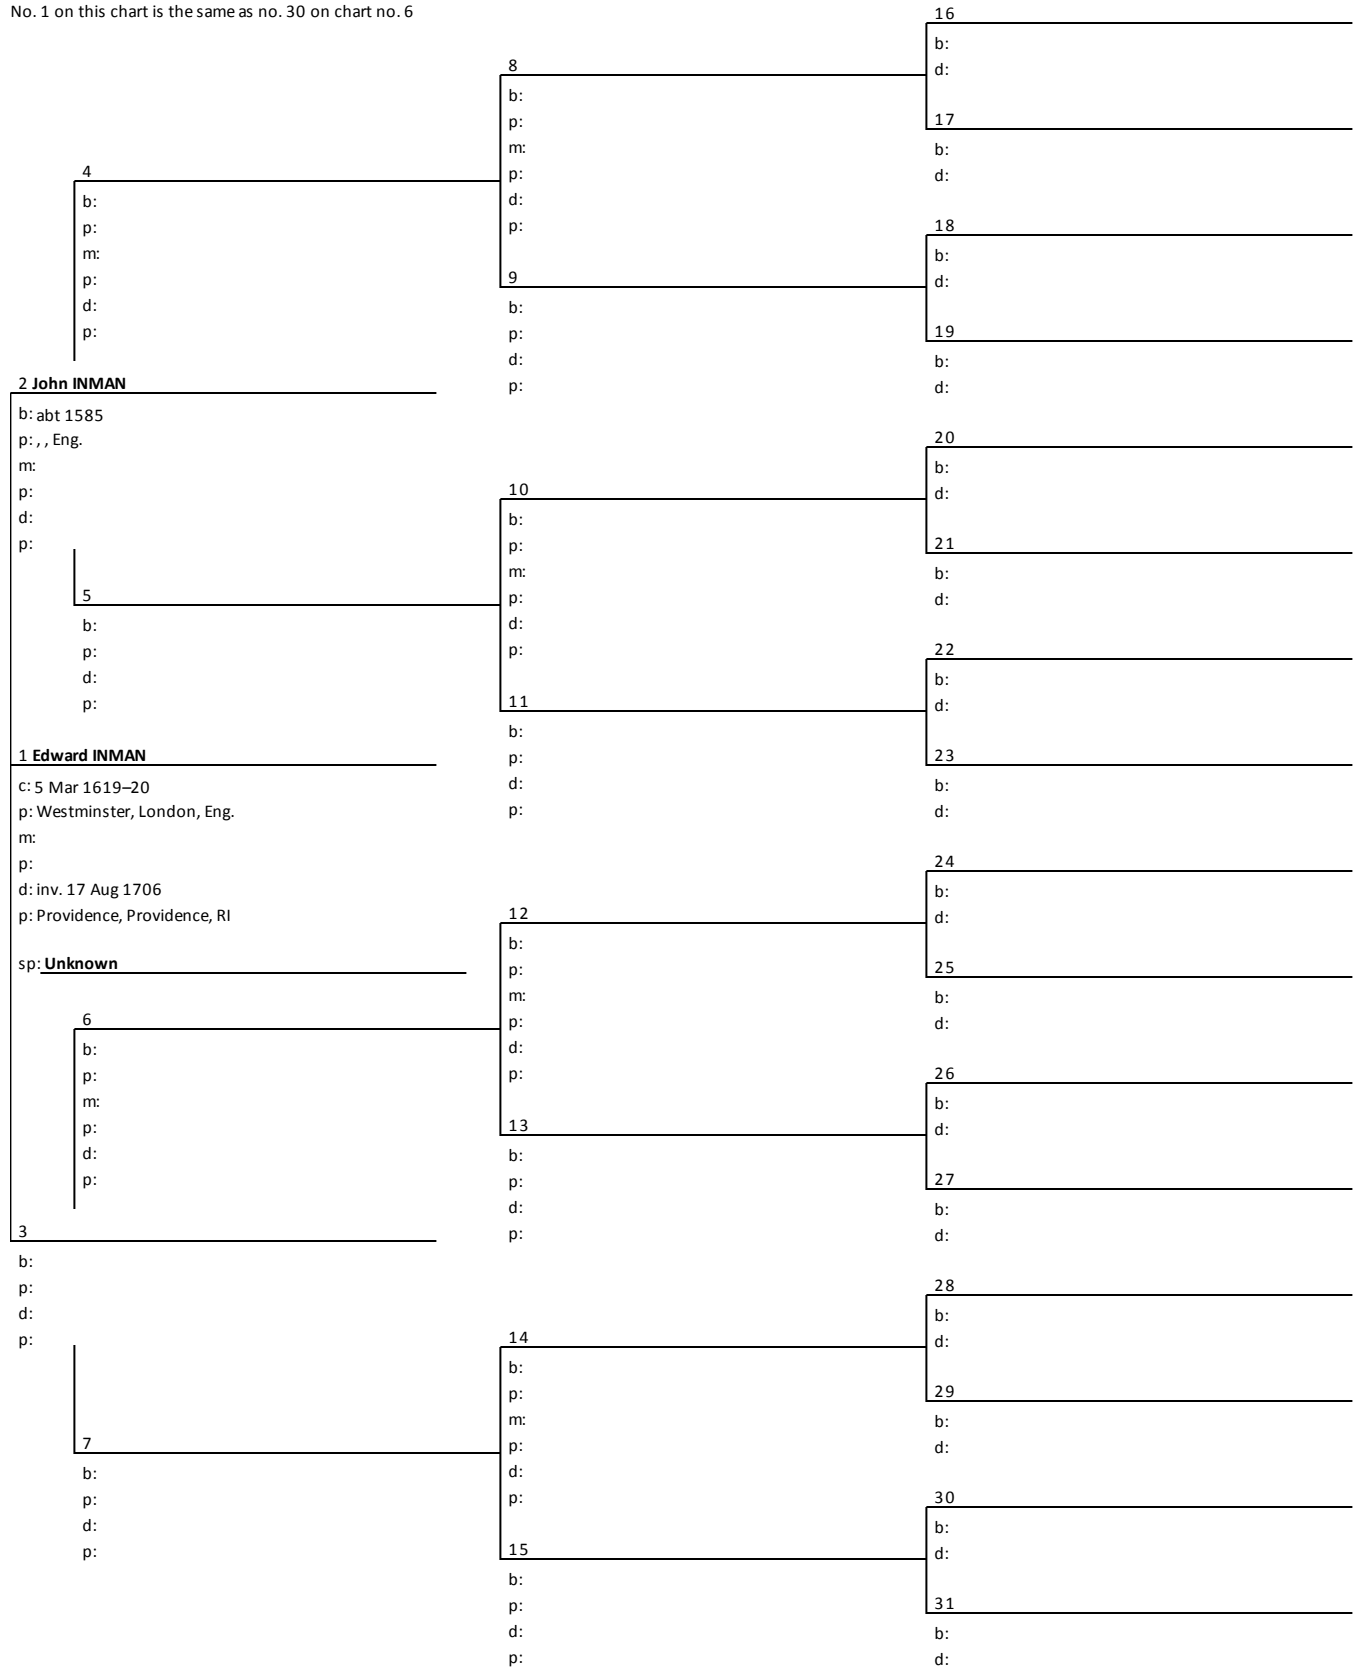 No. 1 on this chart is the same as no. 30 on chart no. 6
16
b:
d:
8
b:
p:
m:
p:
d:
p:
17
b:
d:
4
b:
p:
m:
p:
d:
p:
18
b:
d:
9
b:
p:
d:
p:
19
b:
d:
2 John INMAN
b: abt 1585
p: , , Eng.
m:
p:
d:
p:
20
b:
d:
10
b:
p:
m:
p:
d:
p:
21
b:
d:
5
b:
p:
d:
p:
22
b:
d:
11
b:
p:
d:
p:
23
b:
d:
1 Edward INMAN
c: 5 Mar 1619–20
p: Westminster, London, Eng.
m:
p:
d: inv. 17 Aug 1706
p: Providence, Providence, RI
sp: Unknown
24
b:
d:
12
b:
p:
m:
p:
d:
p:
25
b:
d:
6
b:
p:
m:
p:
d:
p:
26
b:
d:
13
b:
p:
d:
p:
27
b:
d:
3
b:
p:
d:
p:
28
b:
d:
14
b:
p:
m:
p:
d:
p:
29
b:
d:
7
b:
p:
d:
p:
30
b:
d:
15
b:
p:
d:
p:
31
b:
d: